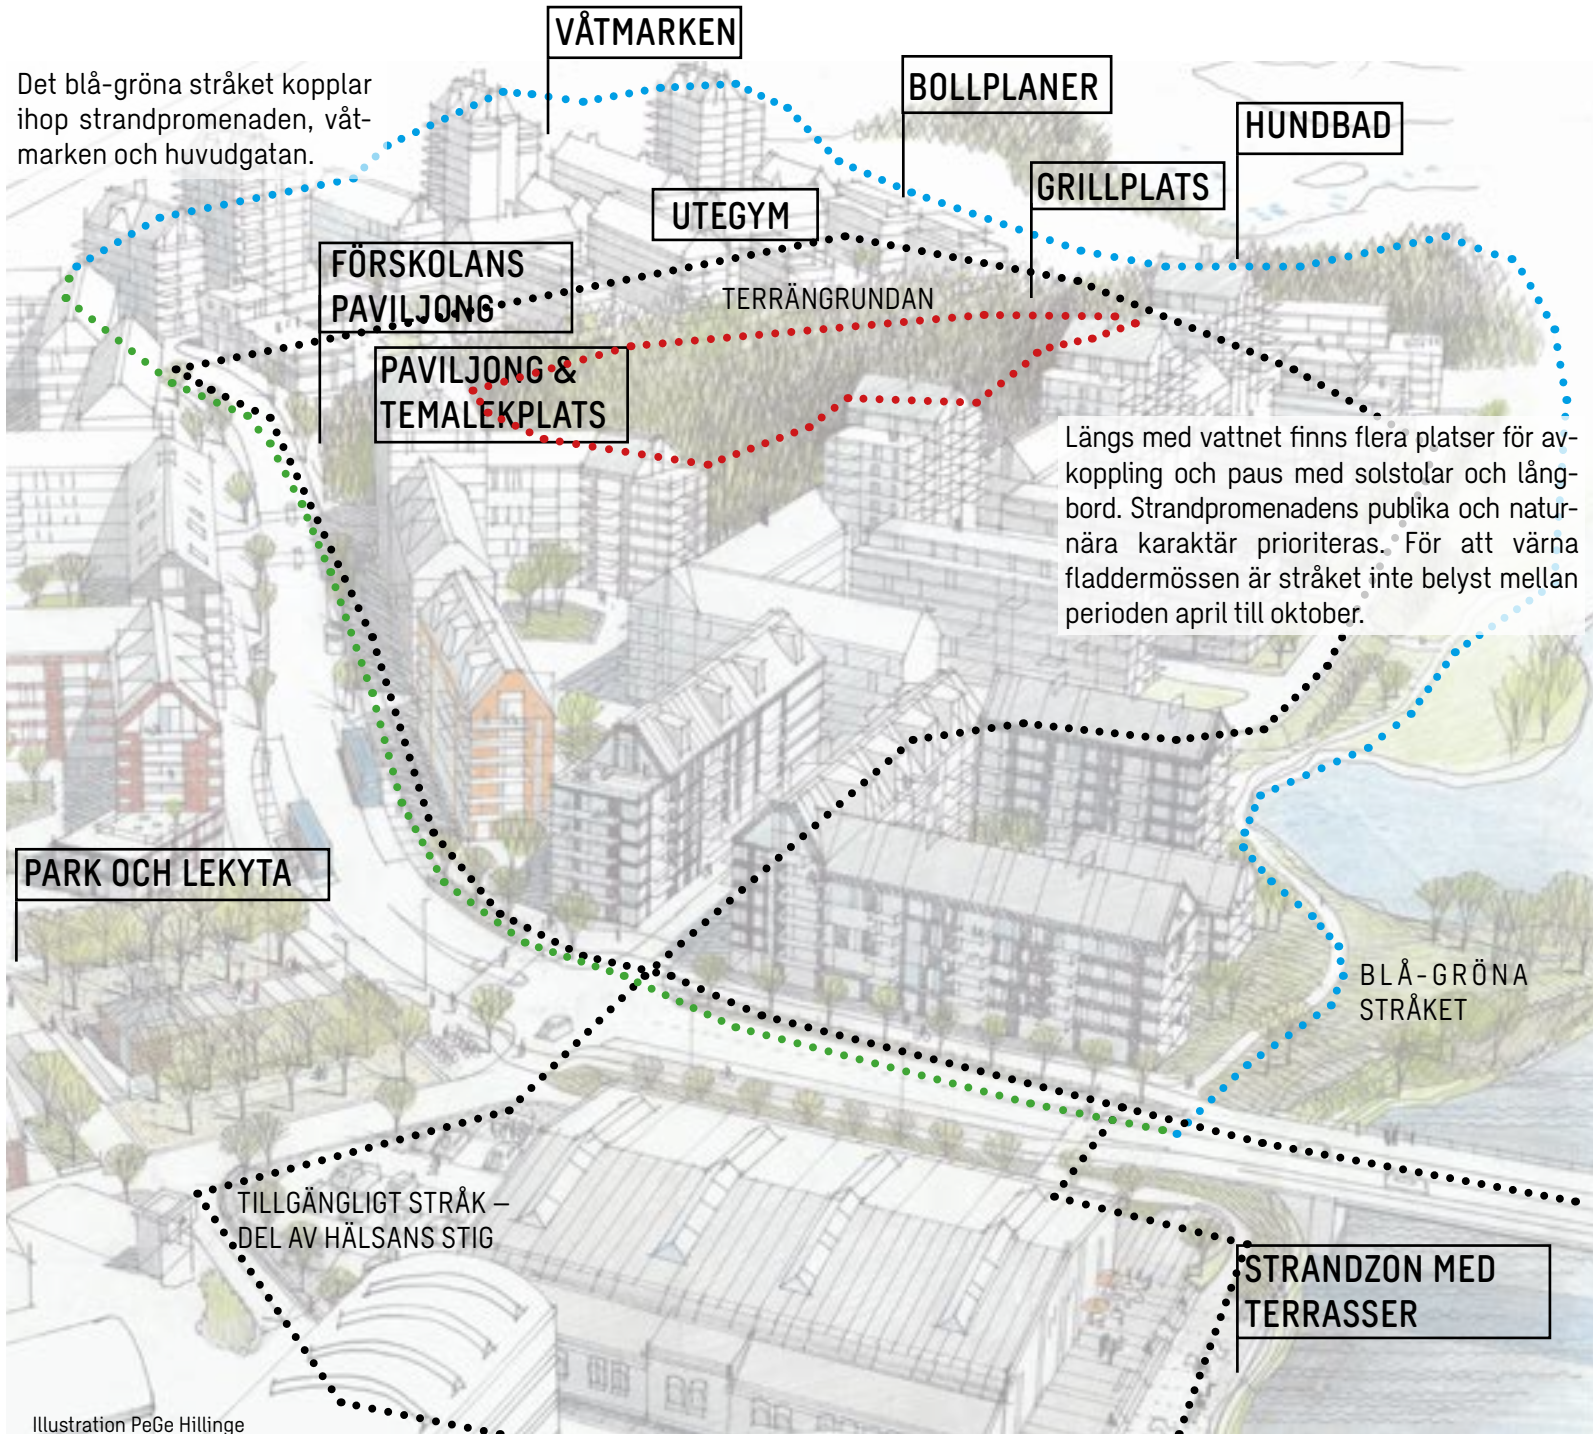 VÅTMARKEN
Det blå-gröna stråket kopplar
ihop strandpromenaden, våt-
marken och huvudgatan.
BOLLPLANER
HUNDBAD
GRILLPLATS
UTEGYM
FÖRSKOLANS
PAVILJONG
TERRÄNGRUNDAN
PAVILJONG &
TEMALEKPLATS
Längs med vattnet finns flera platser för av-
koppling och paus med solstolar och lång-
bord. Strandpromenadens publika och natur-
nära karaktär prioriteras. För att värna
fladdermössen är stråket inte belyst mellan
perioden april till oktober.
PARK OCH LEKYTA
BLÅ-GRÖNA
STRÅKET
TILLGÄNGLIGT STRÅK –
DEL AV HÄLSANS STIG
STRANDZON MED
TERRASSER
Illustration PeGe Hillinge